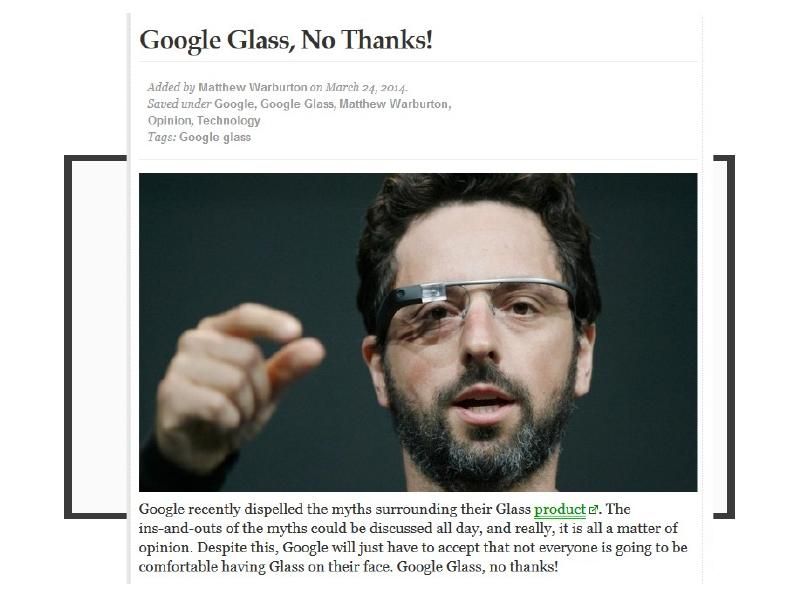 Google Glass, No Thanks!
Added by Matthew Warburton on March 24, 2014.
Saved under Google, Google Glass, Matthew Warburton,
Opinion, Technology
Tags: Google glass
Google recently dispelled the myths surrounding their Glass product. The
ins-and-outs of the myths could be discussed all day, and really, it is all a matter of
opinion. Despite this, Google will just have to accept that not everyone is going to be
comfortable having Glass on their face. Google Glass, no thanks!